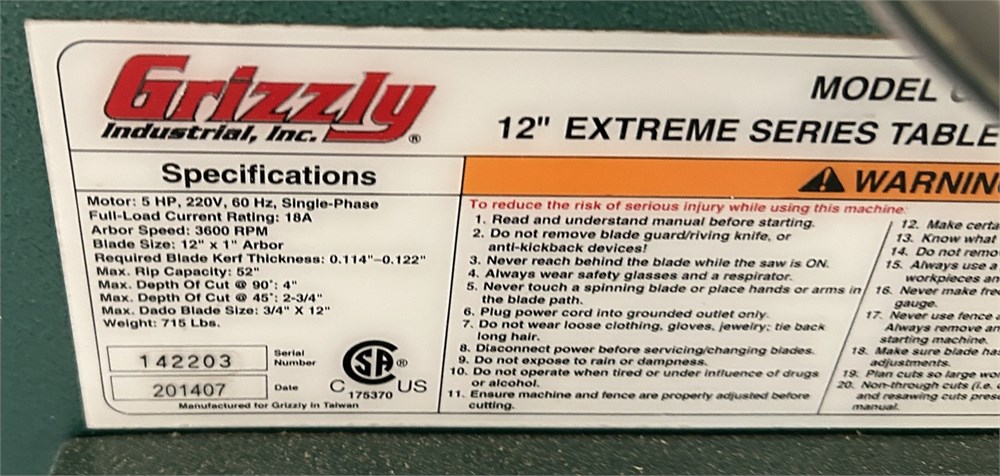 Grizzly
Industrial, Inc. ®
MODEL
12" EXTREME SERIES TABLE
Specifications
Motor: 5 HP, 220V, 60 Hz, Single-Phase
Full-Load Current Rating: 18A
Arbor Speed: 3600 RPM
Blade Size: 12" x 1" Arbor
Required Blade Kerf Thickness: 0.114"–0.122"
Max. Rip Capacity: 52"
Max. Depth Of Cut @ 90°: 4"
Max. Depth Of Cut @ 45°: 2-3/4"
Max. Dado Blade Size: 3/4" X 12"
Weight: 715 Lbs.
142203 Serial Number
201407 Date
CSA ®
C US
175370
Manufactured for Grizzly in Taiwan
WARNIN
To reduce the risk of serious injury while using this machine:
1. Read and understand manual before starting.
2. Do not remove blade guard/riving knife, or
anti-kickback devices!
3. Never reach behind the blade while the saw is ON.
4. Always wear safety glasses and a respirator.
5. Never touch a spinning blade or place hands or arms in
the blade path.
6. Plug power cord into grounded outlet only.
7. Do not wear loose clothing, gloves, jewelry; tie back
long hair.
8. Disconnect power before servicing/changing blades.
9. Do not expose to rain or dampness.
10. Do not operate when tired or under influence of drugs
or alcohol.
11. Ensure machine and fence are properly adjusted before
cutting.
12. Make certa
13. Know what
14. Do not remo
15. Always use a
workpieces an
16. Never make free
gauge.
17. Never use fence
Always remove an
starting machine.
18. Make sure blade ha
adjustments.
19. Plan cuts so large wor
20. Non-through cuts (i.e.
and resawing cuts pres
manual.